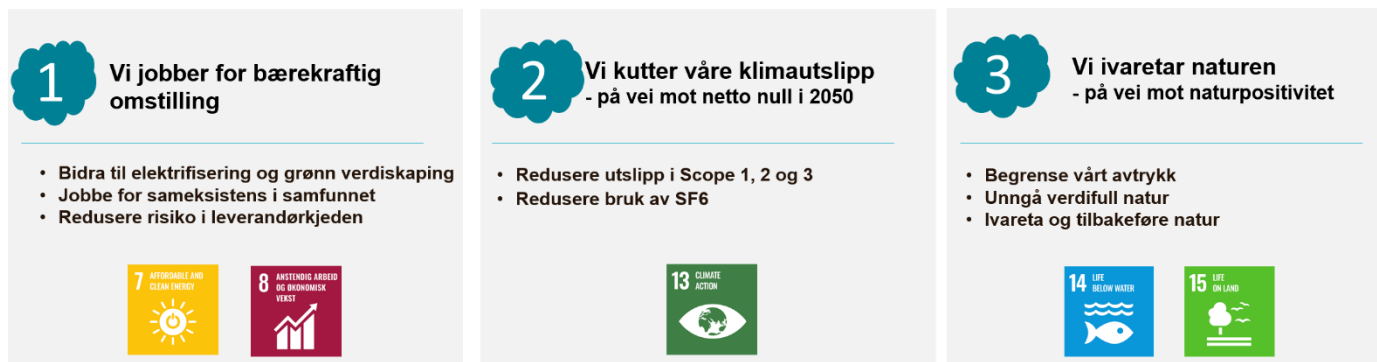 1
Vi jobber for bærekraftig
omstilling
• Bidra til elektrifisering og grønn verdiskaping
• Jobbe for sameksistens i samfunnet
• Redusere risiko i leverandørkjeden
7 AFFORDABLE AND
CLEAN ENERGY
8 ANSTENDIG ARBEID
OG ØKONOMISK
VEKST
2
Vi kutter våre klimautslipp
- på vei mot netto null i 2050
• Redusere utslipp i Scope 1, 2 og 3
• Redusere bruk av SF6
13 CLIMATE
ACTION
3
Vi ivaretar naturen
- på vei mot naturpositivitet
• Begrense vårt avtrykk
• Unngå verdifull natur
• Ivareta og tilbakeføre natur
14 LIFE
BELOW WATER
15 LIFE
ON LAND